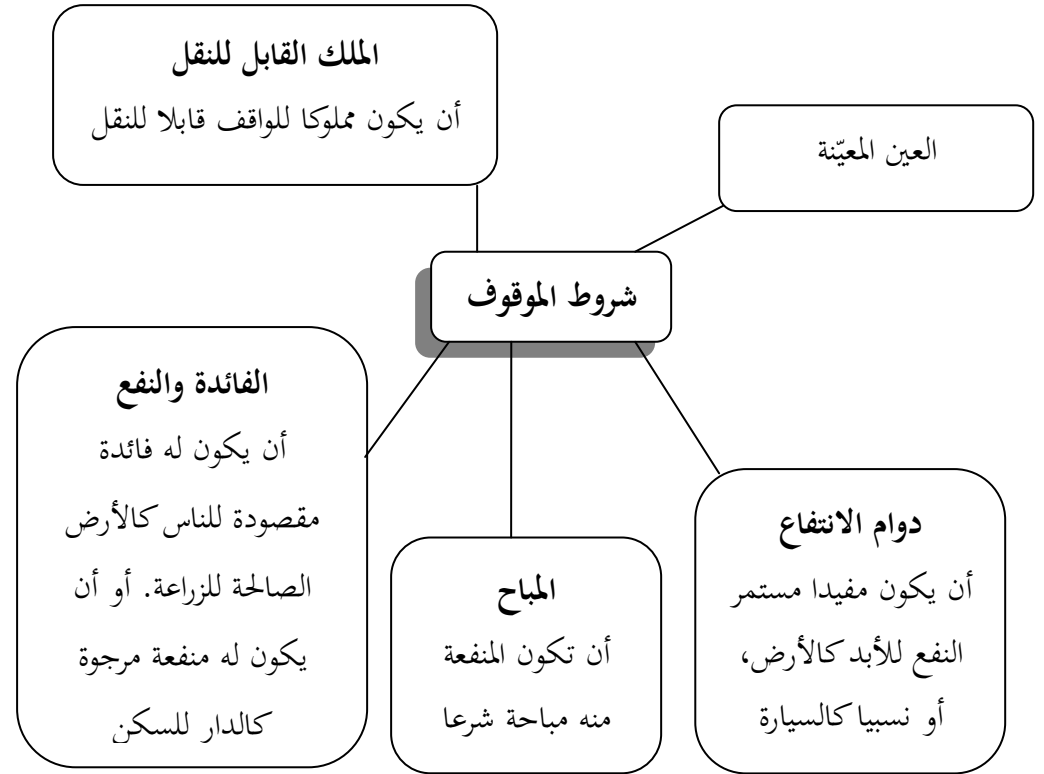 الملك القابل للنقل
أن يكون مملوكا للواقف قابلا للنقل
العين المعيّنة
شروط الموقوف
الفائدة والنفع
أن يكون له فائدة
مقصودة للناس كالأرض
الصالحة للزراعة. أو أن
يكون له منفعة مرجوة
كالدار للسكن
المباح
أن تكون المنفعة
منه مباحة شرعا
دوام الانتفاع
أن يكون مفيدا مستمر
النفع للأبد كالأرض،
أو نسبيا كالسيارة